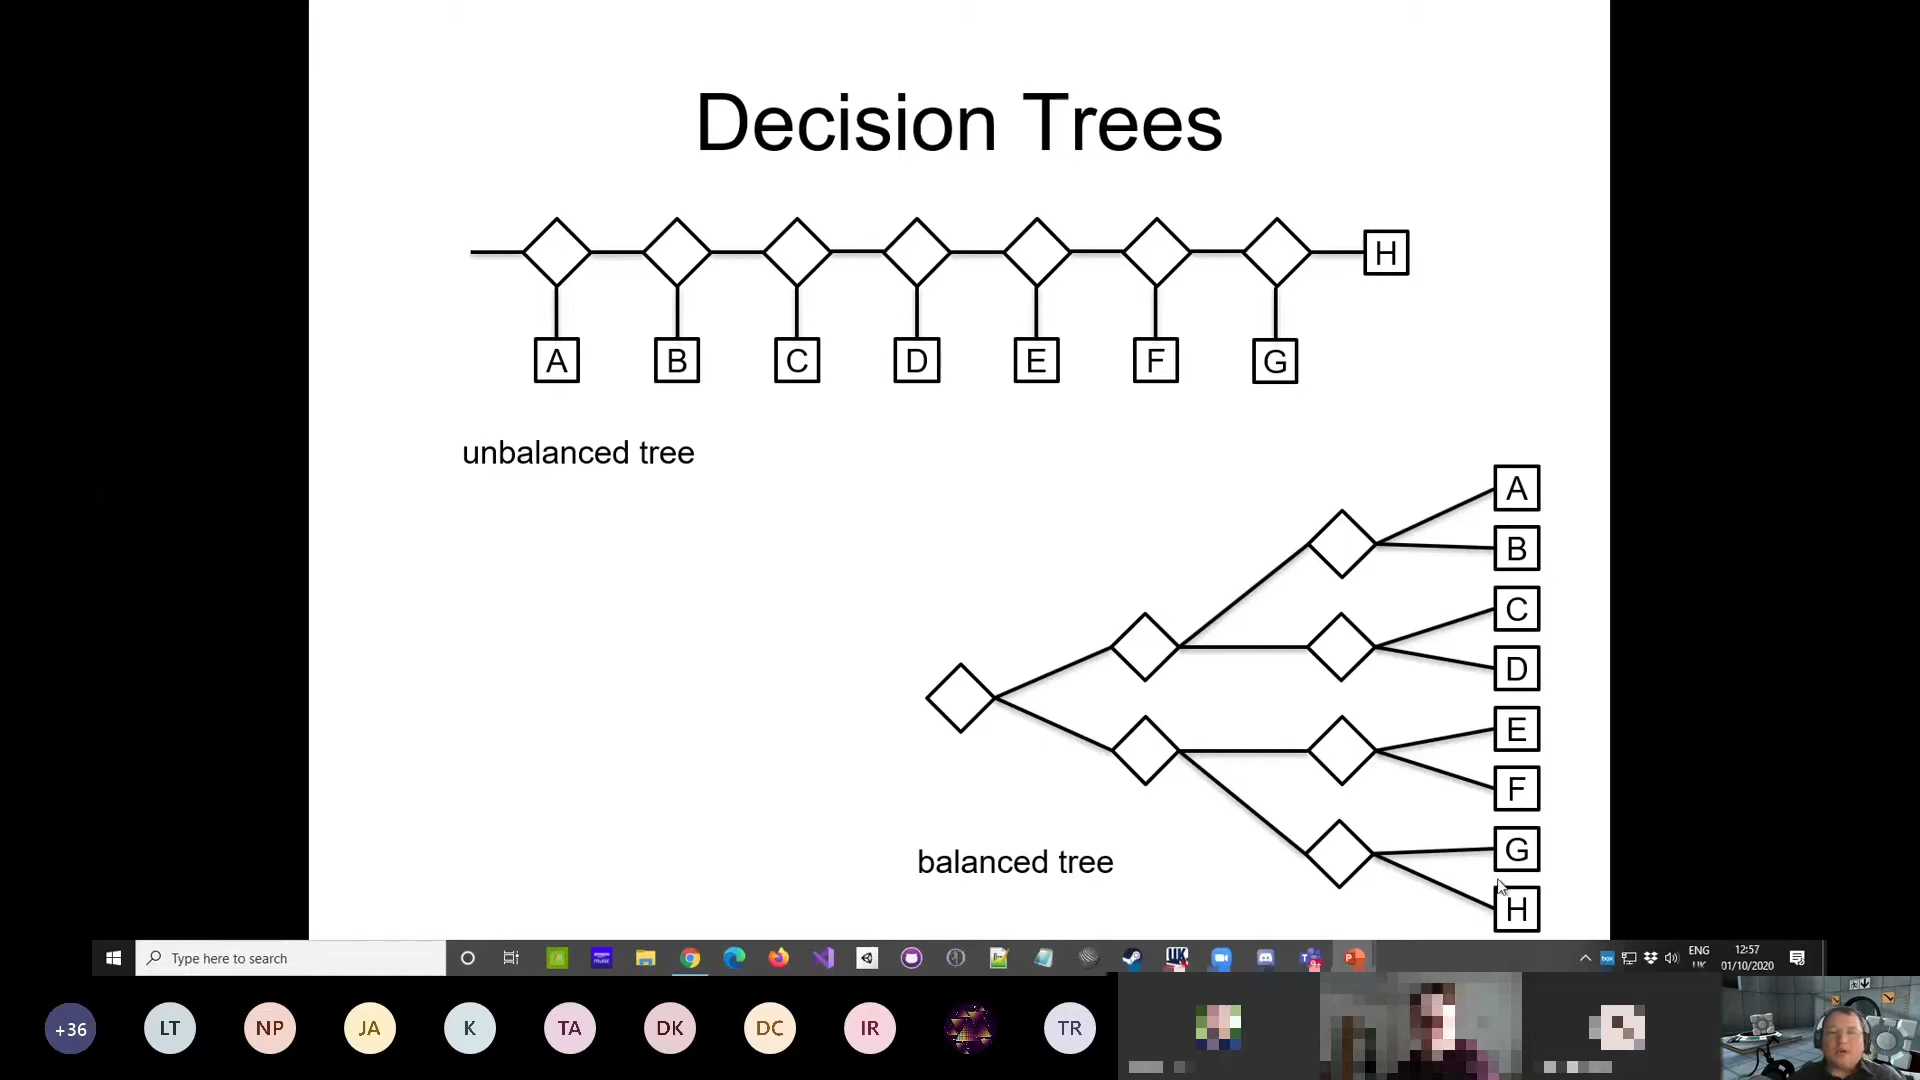 Decision Trees
H
A B C D E F G
unbalanced tree
A
B
C
D
E
F
G
H
balanced tree
Type here to search
ENG
UK
12:57
01/10/2020
+36 LT NP JA K TA DK DC IR TR